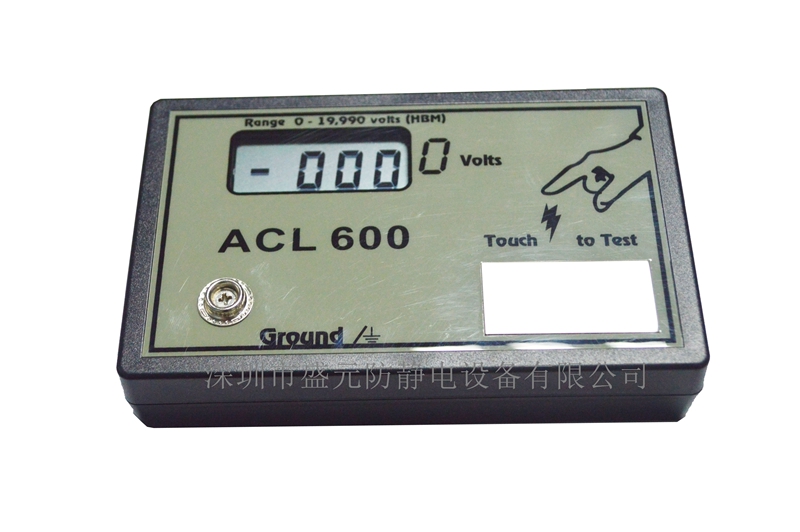 Range 0 - 19,990 volts (HBM)
- 000 0 Volts
ACL 600
Touch to Test
Ground
深圳市盛元防静电设备有限公司